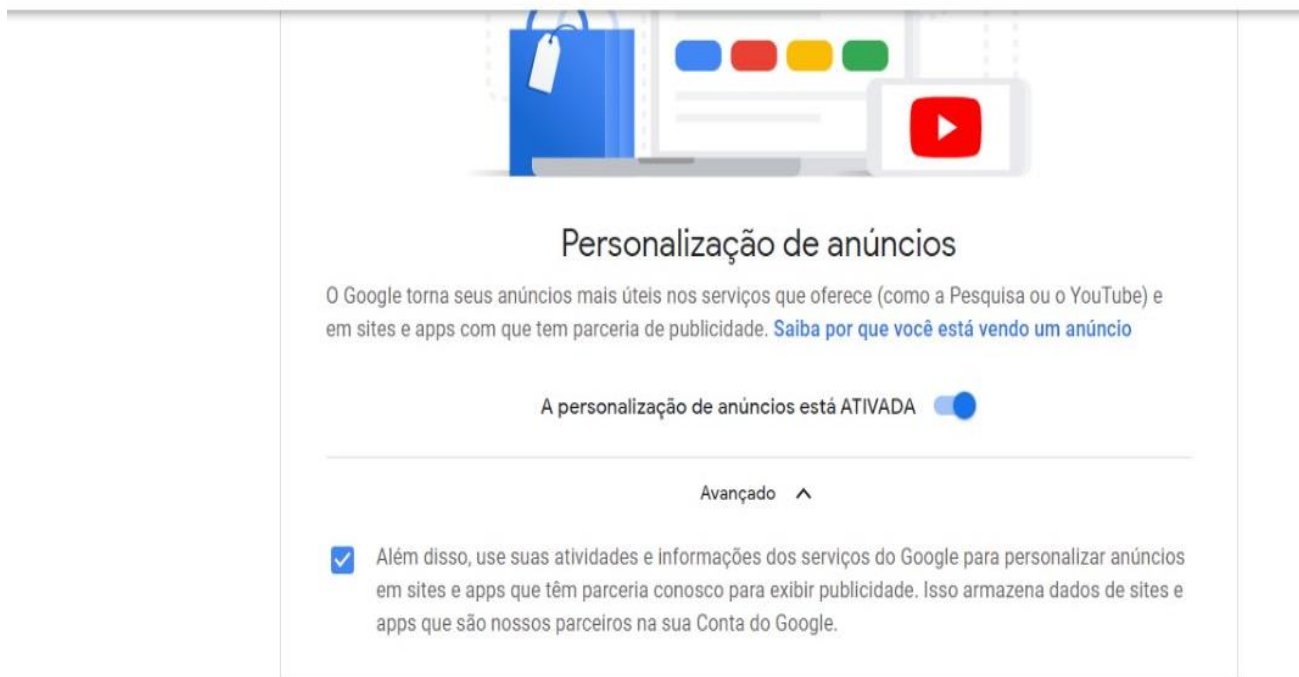 Personalização de anúncios
O Google torna seus anúncios mais úteis nos serviços que oferece (como a Pesquisa ou o YouTube) e
em sites e apps com que tem parceria de publicidade. Saiba por que você está vendo um anúncio
A personalização de anúncios está ATIVADA
Avançado
Além disso, use suas atividades e informações dos serviços do Google para personalizar anúncios
em sites e apps que têm parceria conosco para exibir publicidade. Isso armazena dados de sites e
apps que são nossos parceiros na sua Conta do Google.